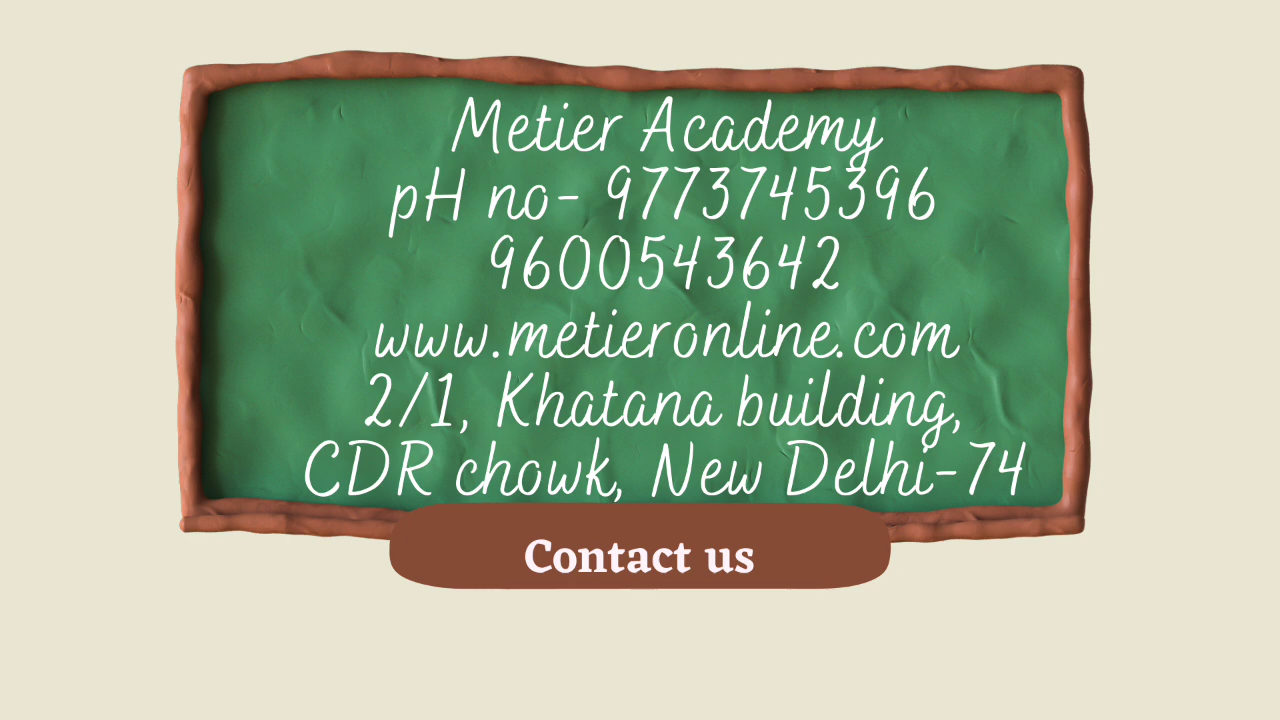 Metier Academy
pH no- 9773745396
9600543642
www.metieronline.com
2/1, Khatana building,
CDR chowk, New Delhi-74
Contact us